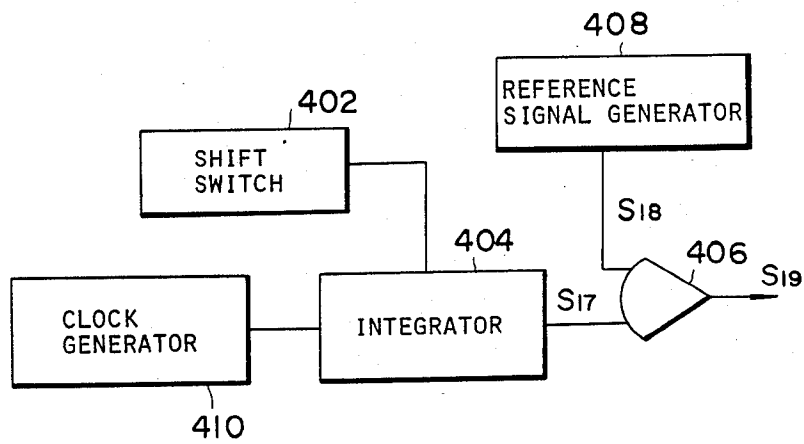 408
REFERENCE
SIGNAL GENERATOR
402
SHIFT
SWITCH
S18
404
406
S19
S17
INTEGRATOR
CLOCK
GENERATOR
410